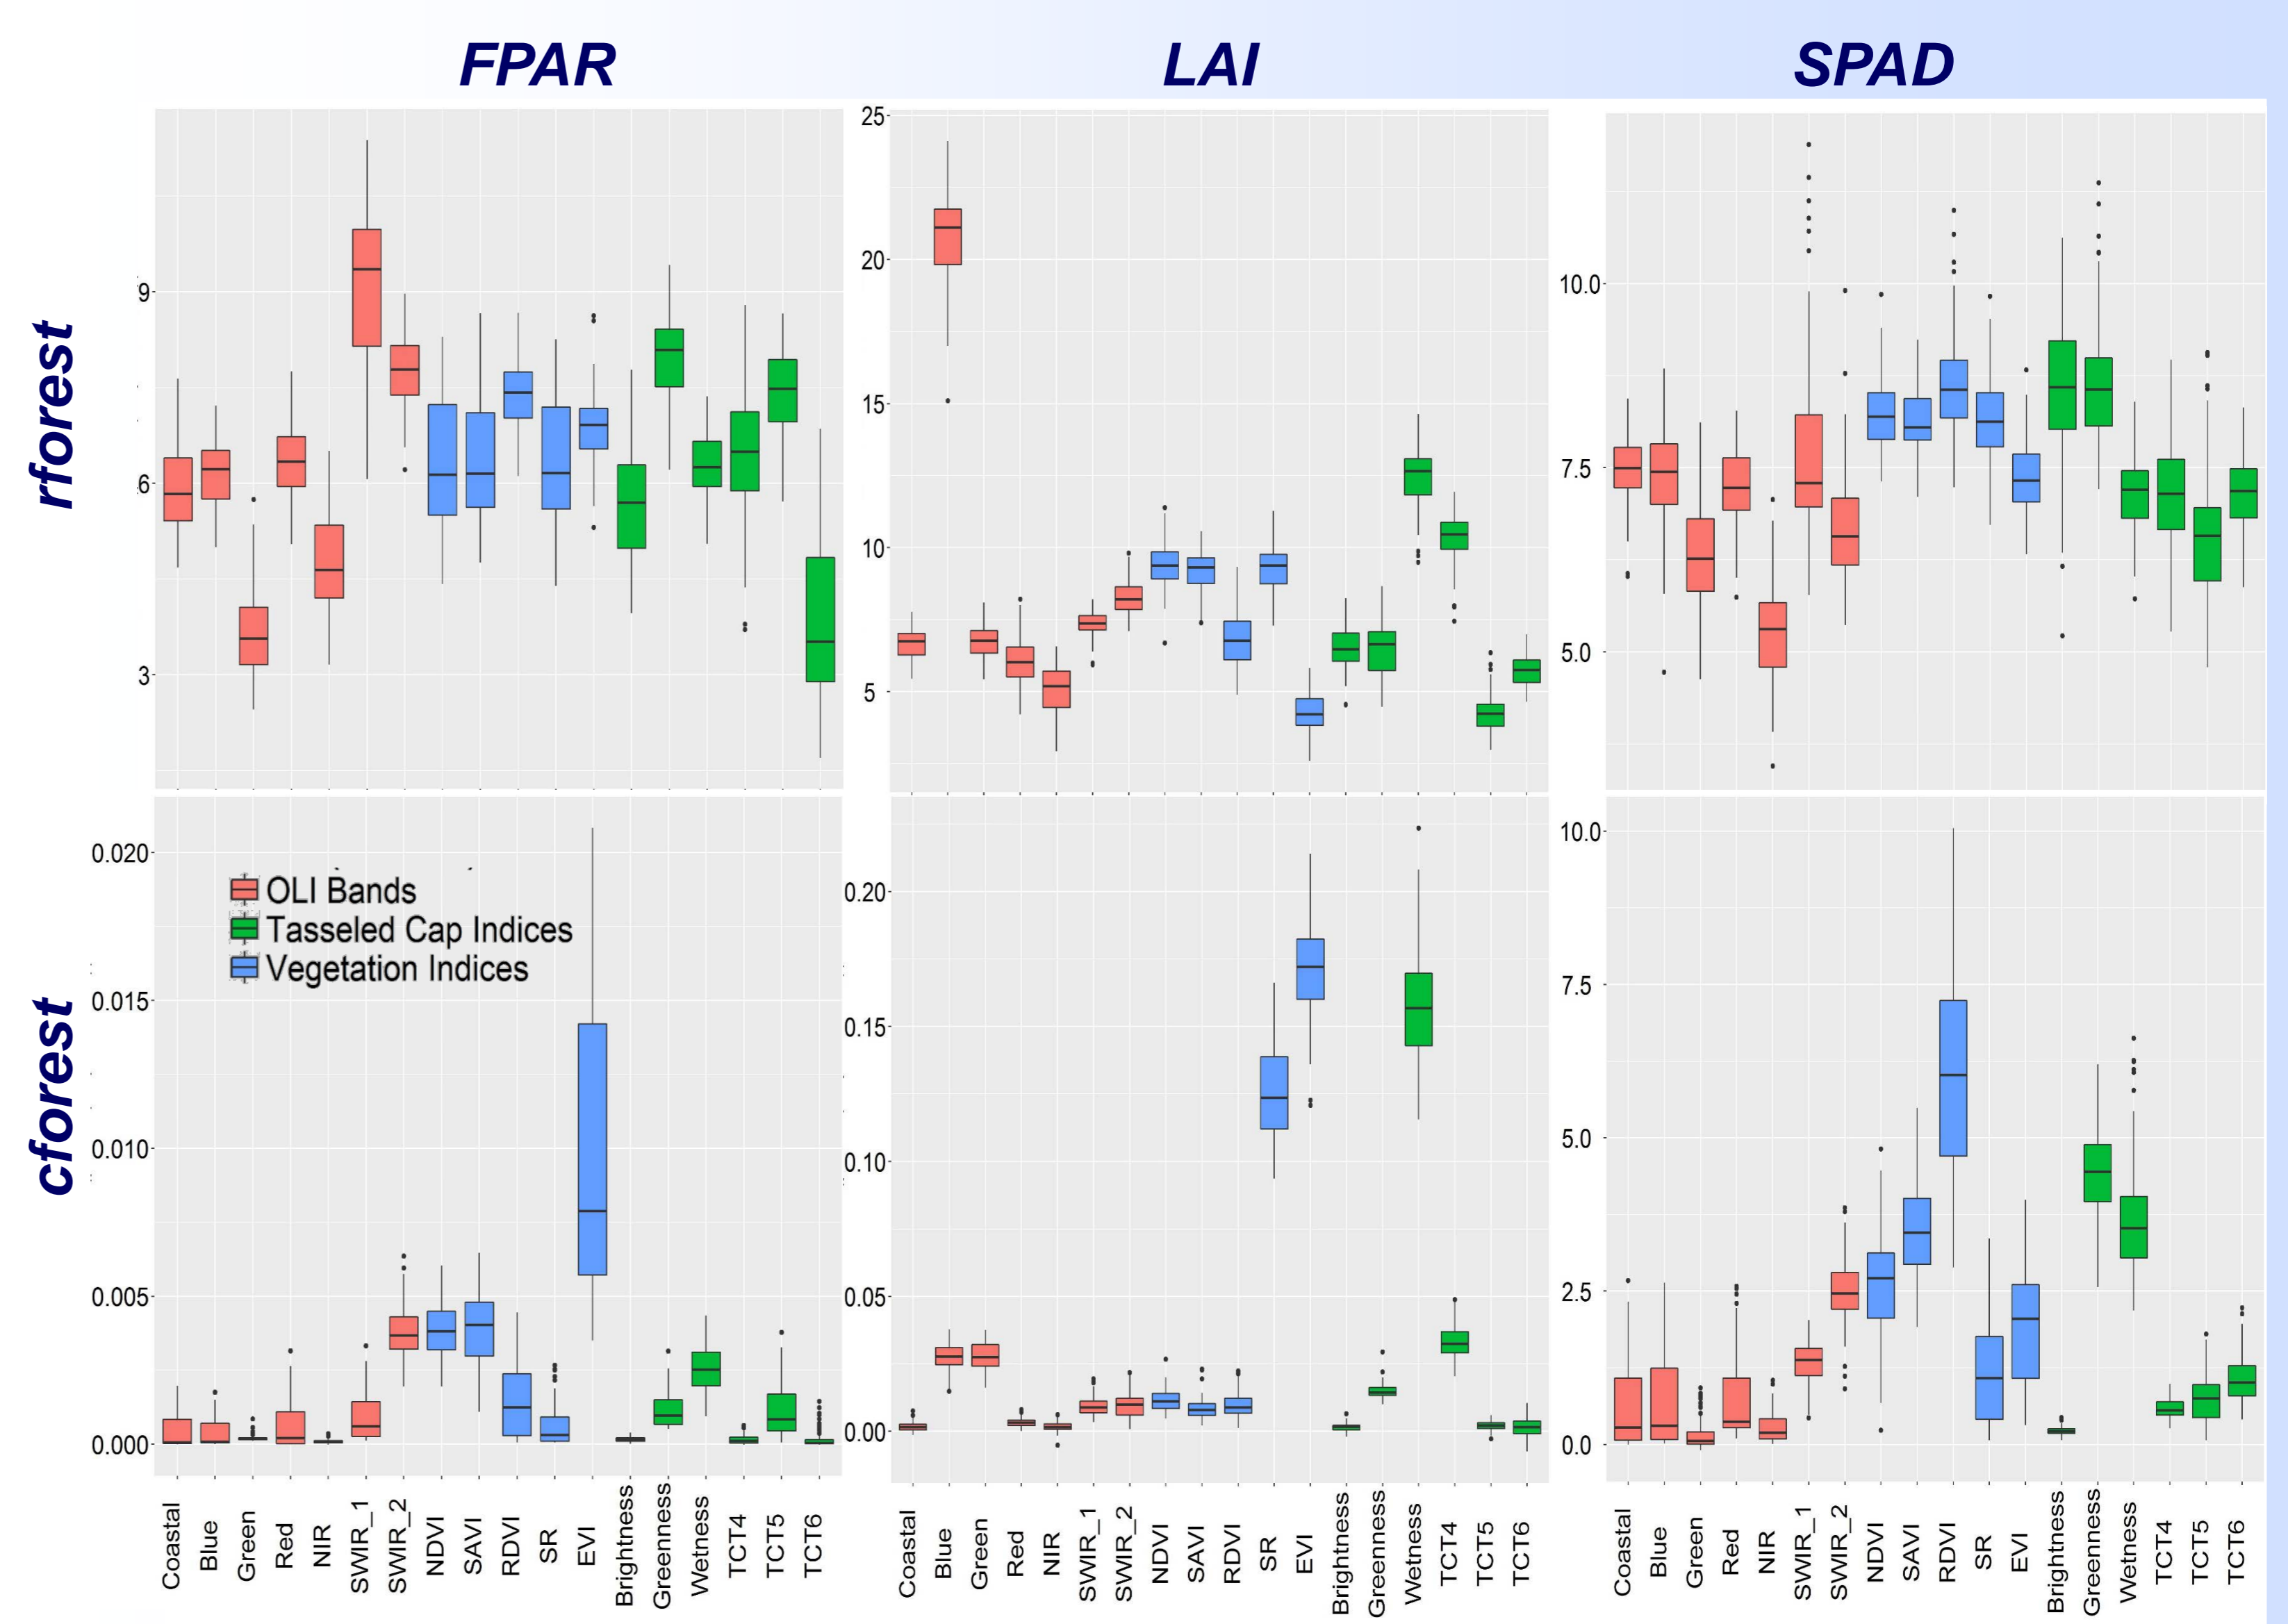 FPAR LAI SPAD
rforest
9
6
3
25
20
15
10
5
10.0
7.5
5.0
cforest
0.020
0.015
0.010
0.005
0.000
OLI Bands
Tasseled Cap Indices
Vegetation Indices
0.20
0.15
0.10
0.05
0.00
10.0
7.5
5.0
2.5
0.0
Coastal
Blue
Green
Red
NIR
SWIR_1
SWIR_2
NDVI
SAVI
RDVI
SR
EVI
Brightness
Greenness
Wetness
TCT4
TCT5
TCT6
Coastal
Blue
Green
Red
NIR
SWIR_1
SWIR_2
NDVI
SAVI
RDVI
SR
EVI
Brightness
Greenness
Wetness
TCT4
TCT5
TCT6
Coastal
Blue
Green
Red
NIR
SWIR_1
SWIR_2
NDVI
SAVI
RDVI
SR
EVI
Brightness
Greenness
Wetness
TCT4
TCT5
TCT6